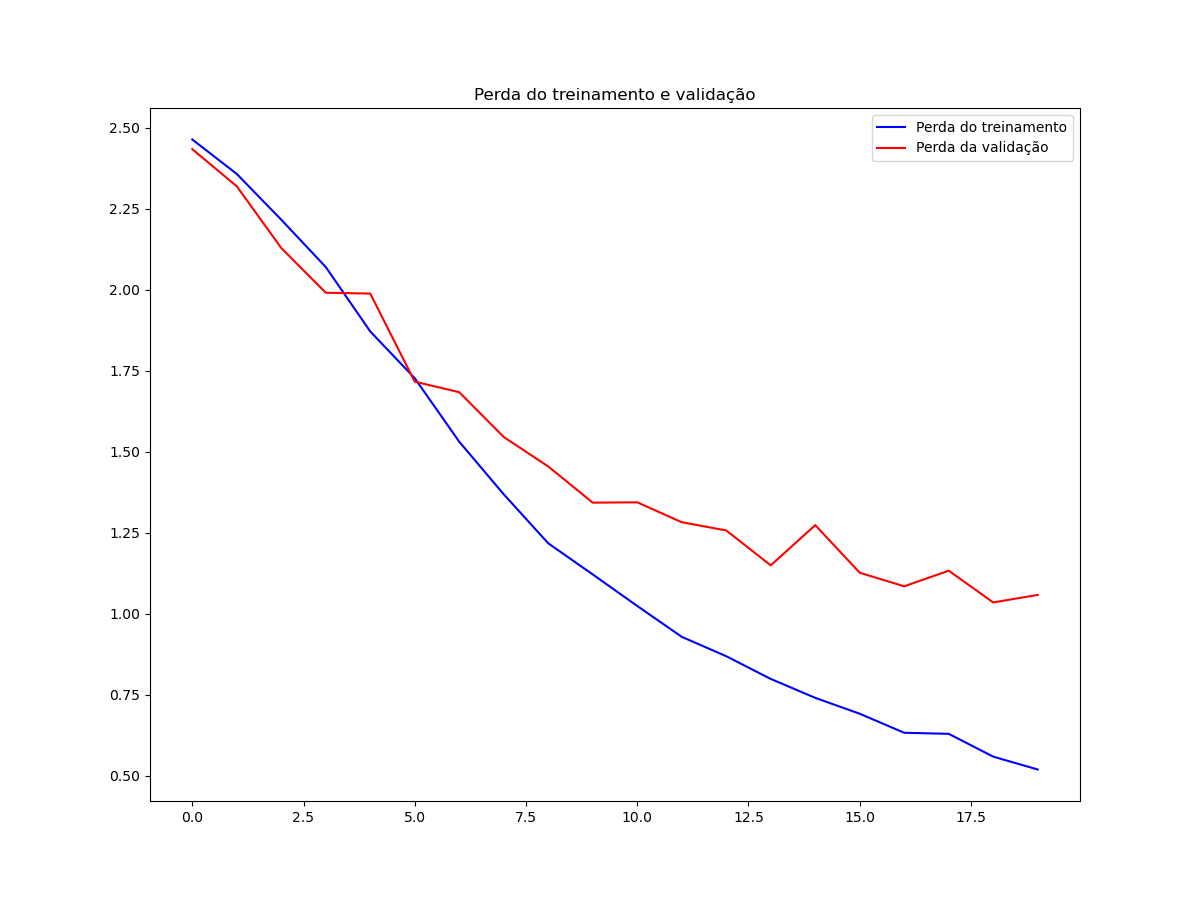 Perda do treinamento e validação
Perda do treinamento
Perda da validação
2.50
2.25
2.00
1.75
1.50
1.25
1.00
0.75
0.50
0.0 2.5 5.0 7.5 10.0 12.5 15.0 17.5